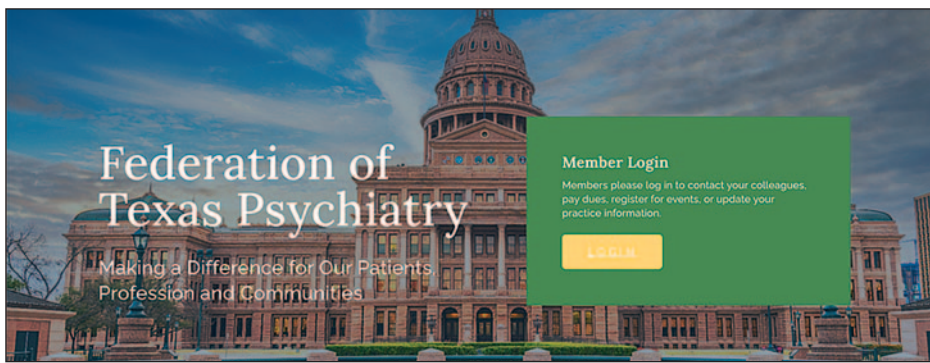 Federation of
Texas Psychiatry
Making a Difference for Our Patients,
Profession and Communities
Member Login
Members please log in to contact your colleagues,
pay dues, register for events, or update your
practice information.
LOGIN